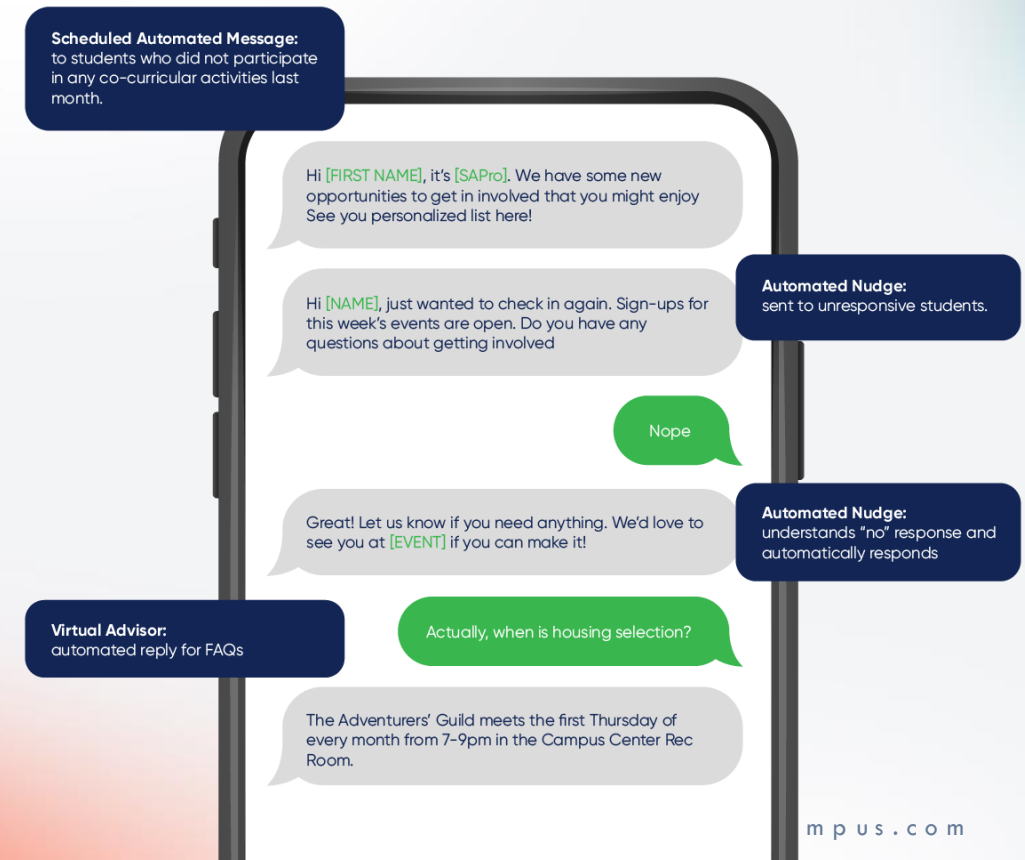 Scheduled Automated Message:
to students who did not participate
in any co-curricular activities last
month.
Hi [FIRST NAME], it's [SAPro]. We have some new
opportunities to get in involved that you might enjoy
See you personalized list here!
Automated Nudge:
sent to unresponsive students.
Hi [NAME], just wanted to check in again. Sign-ups for
this week's events are open. Do you have any
questions about getting involved
Nope
Automated Nudge:
understands “no” response and
automatically responds
Great! Let us know if you need anything. We'd love to
see you at [EVENT] if you can make it!
Virtual Advisor:
automated reply for FAQs
Actually, when is housing selection?
The Adventurers' Guild meets the first Thursday of
every month from 7-9pm in the Campus Center Rec
Room.
mpus.com